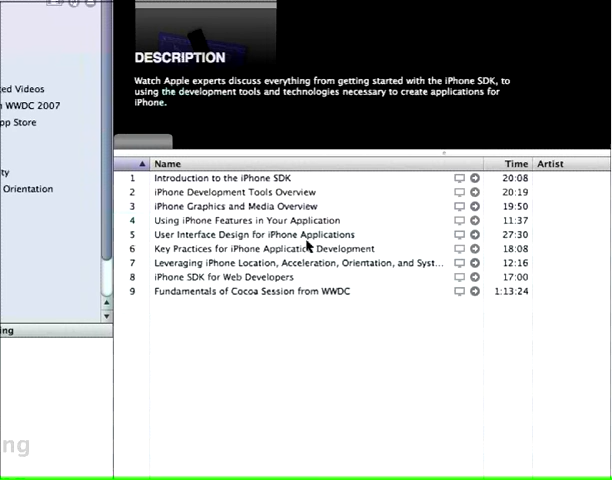 DESCRIPTION
Watch Apple experts discuss everything from getting started with the iPhone SDK, to
using the development tools and technologies necessary to create applications for
iPhone.
ed Videos
WWDC 2007
pp Store
ty
Orientation
ing
ng
Name Time Artist
1 Introduction to the iPhone SDK 20:08
2 iPhone Development Tools Overview 20:19
3 iPhone Graphics and Media Overview 19:50
4 Using iPhone Features in Your Application 11:37
5 User Interface Design for iPhone Applications 27:30
6 Key Practices for iPhone Application Development 18:08
7 Leveraging iPhone Location, Acceleration, Orientation, and Syst... 12:16
8 iPhone SDK for Web Developers 17:00
9 Fundamentals of Cocoa Session from WWDC 1:13:24